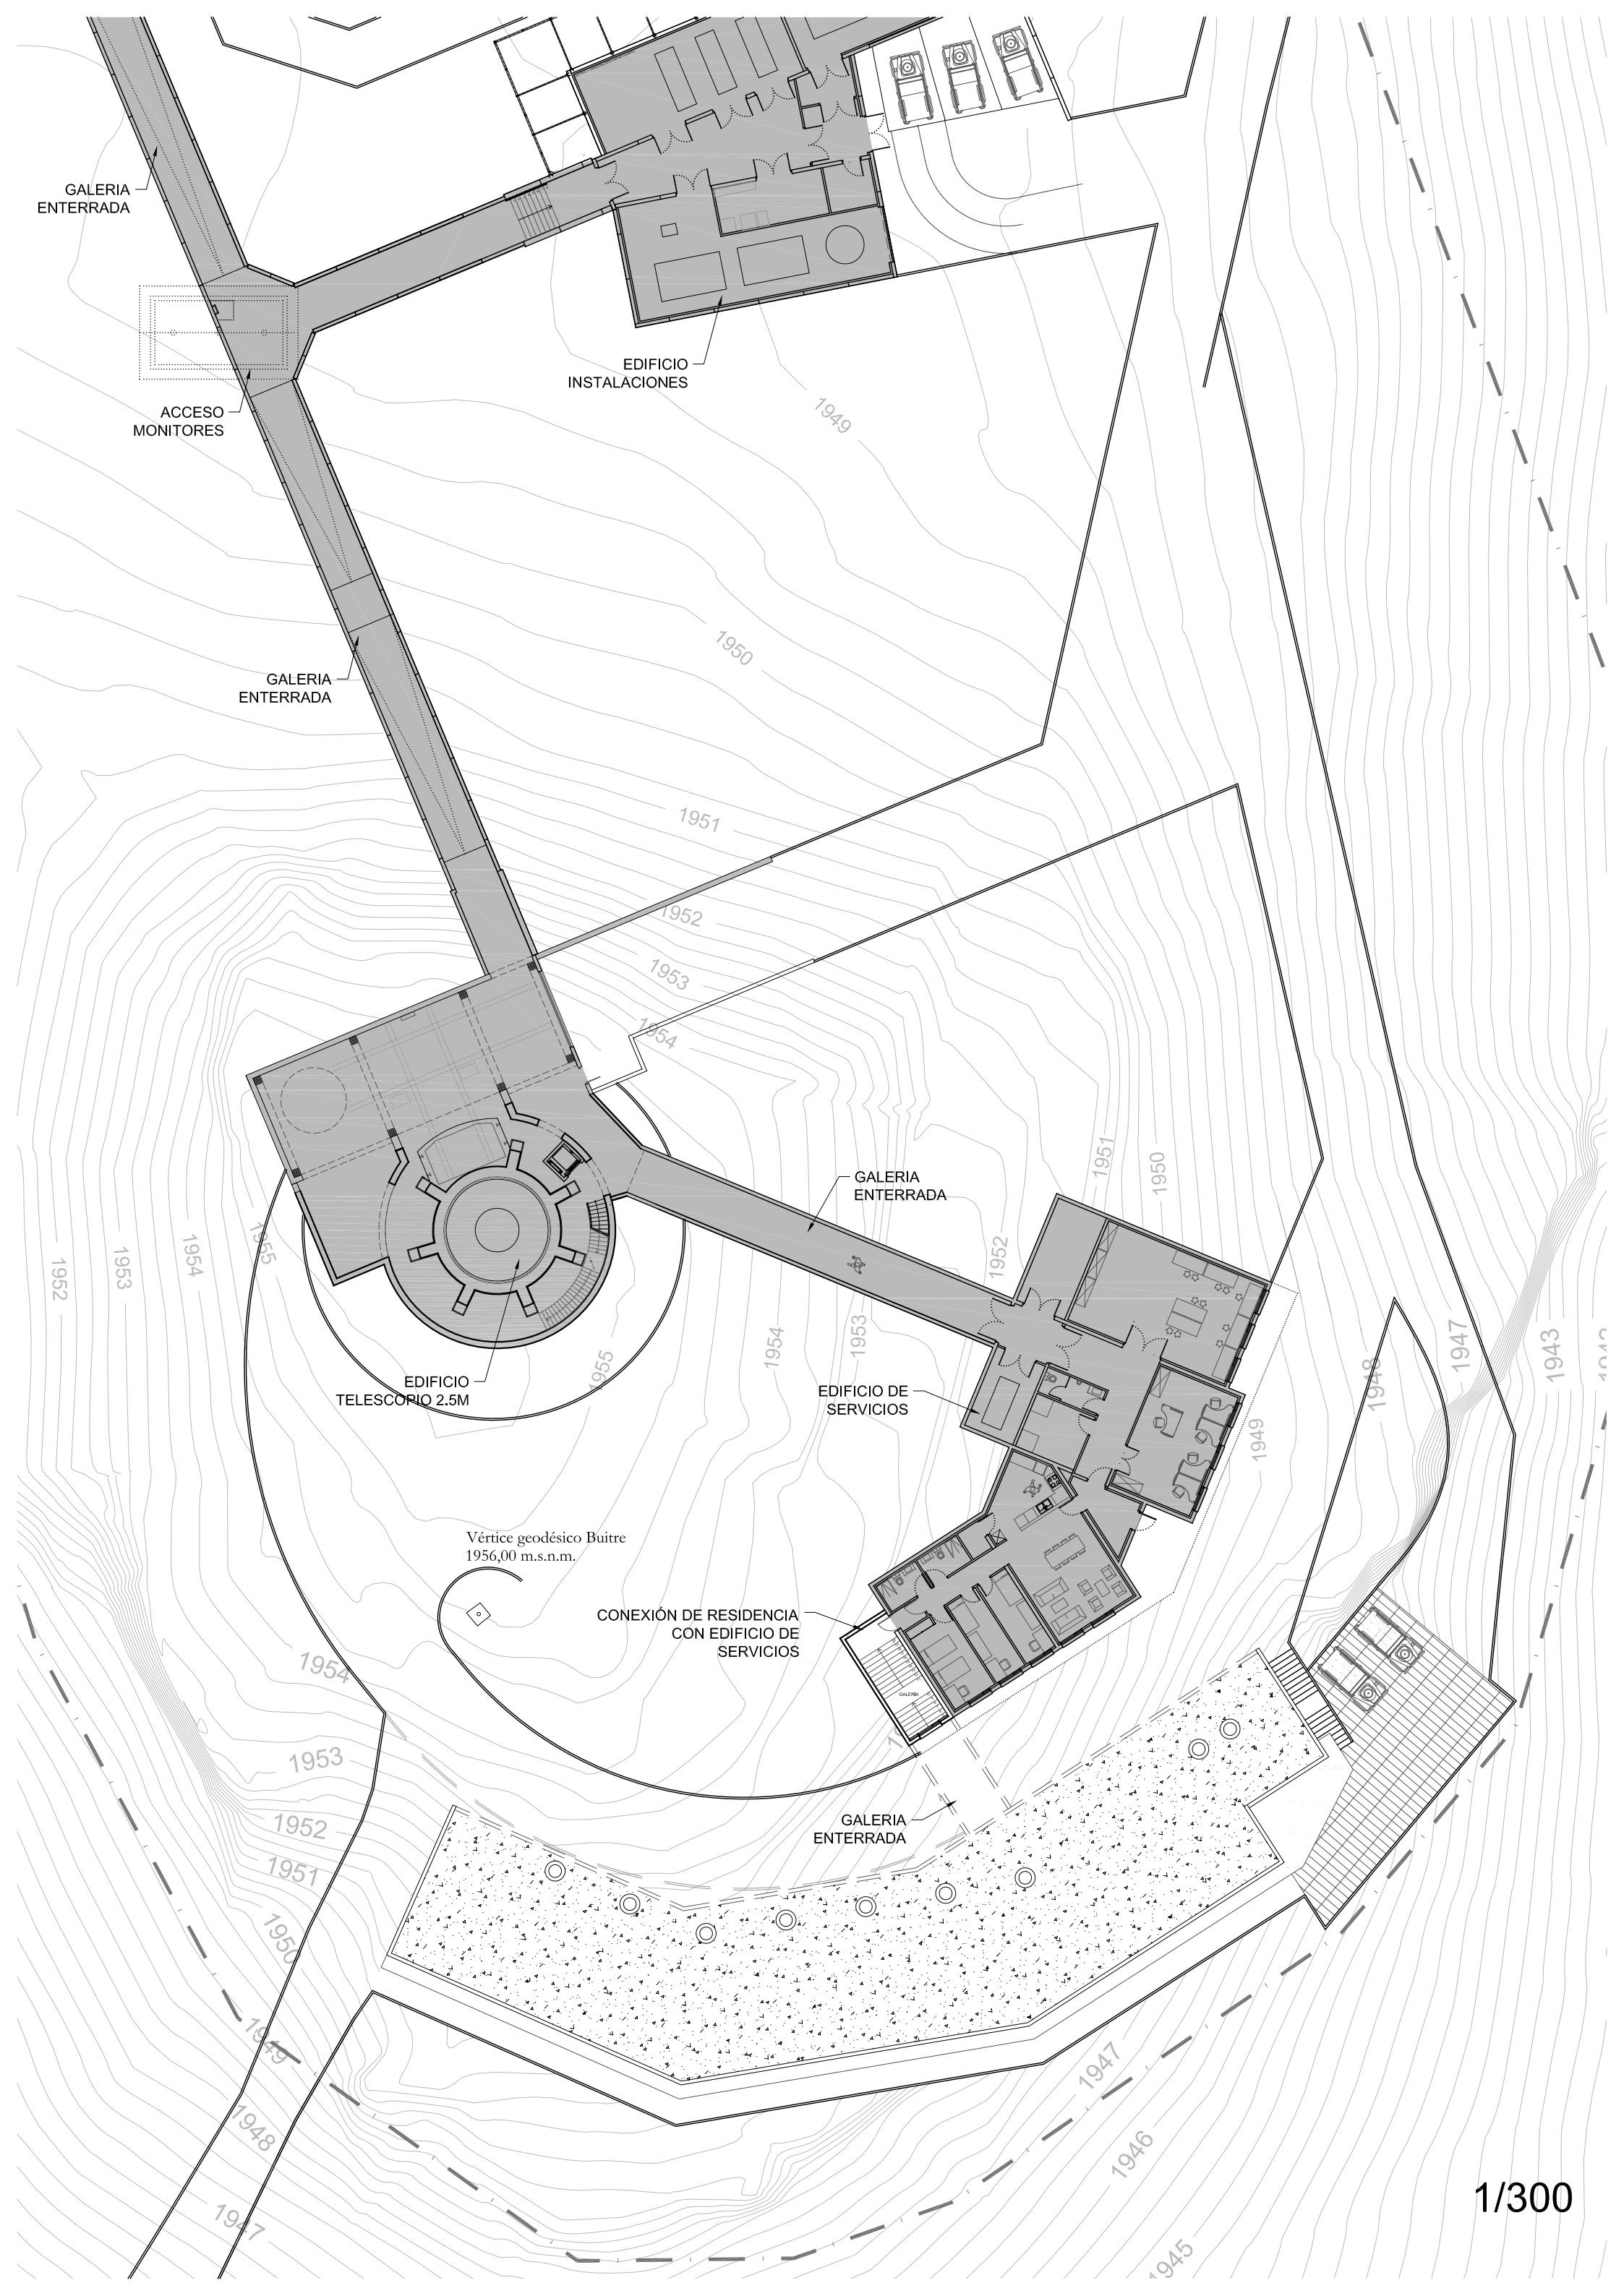 GALERIA
ENTERRADA
EDIFICIO
INSTALACIONES
ACCESO
MONITORES
1949
1950
GALERIA
ENTERRADA
1951
1952
1953
1954
GALERIA
ENTERRADA
1951
1950
1952
1953
1954
1955
1952
1953
1954
1955
1947
1943
1948
1949
EDIFICIO
TELESCOPIO 2.5M
EDIFICIO DE
SERVICIOS
Vértice geodésico Buitre
1956,00 m.s.n.m.
CONEXIÓN DE RESIDENCIA
CON EDIFICIO DE
SERVICIOS
GALERIA
1954
1953
1952
1951
1950
1949
1948
1947
GALERIA
ENTERRADA
1947
1946
1945
1/300